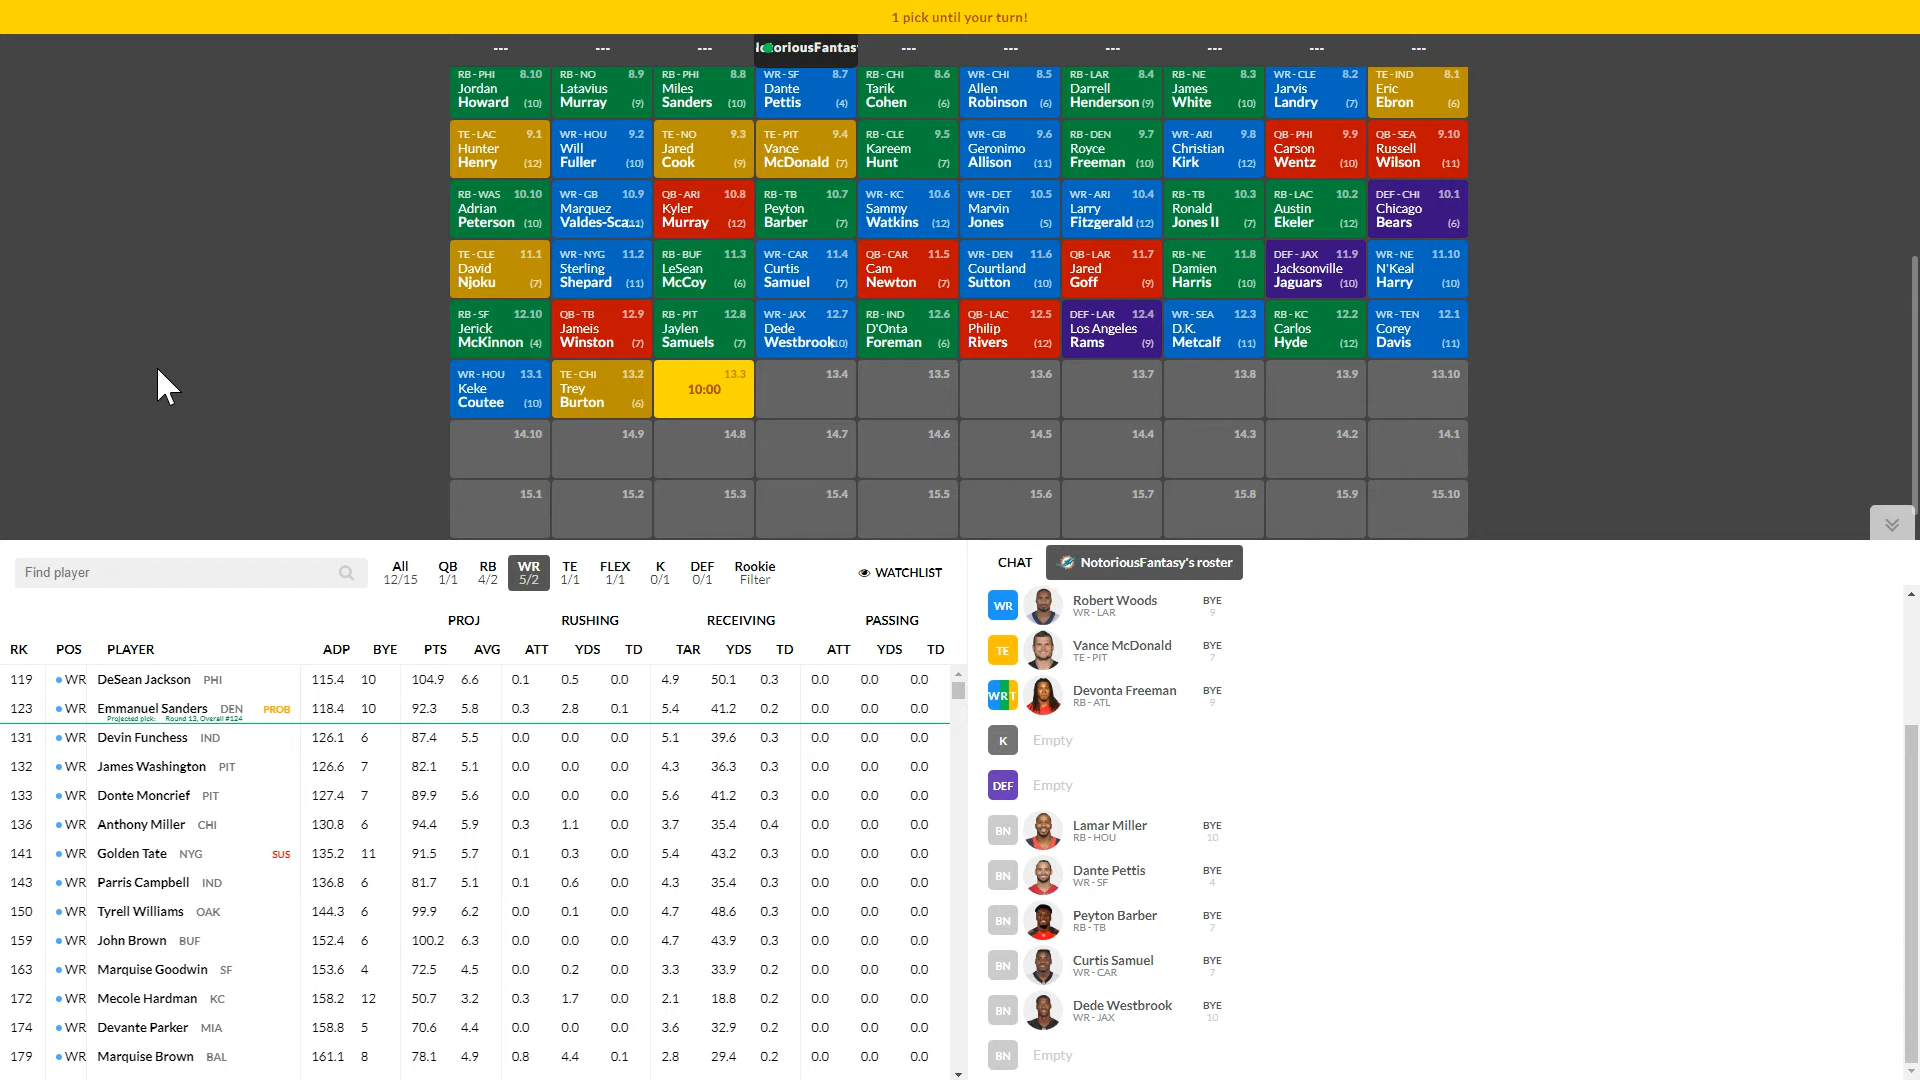 1 pick until your turn!
--- --- --- NotoriousFantasy --- --- --- --- --- ---
RB - PHI 8.10 RB - NO 8.9 RB - PHI 8.8 WR - SF 8.7 RB - CHI 8.6 WR - CHI 8.5 RB - LAR 8.4 RB - NE 8.3 WR - CLE 8.2 TE - IND 8.1
Jordan Latavius Miles Dante Tarik Allen Darrell James Jarvis Eric
Howard (10) Murray (9) Sanders (10) Pettis (4) Cohen (6) Robinson (6) Henderson (9) White (10) Landry (7) Ebron (6)
TE - LAC 9.1 WR - HOU 9.2 TE - NO 9.3 TE - PIT 9.4 RB - CLE 9.5 WR - GB 9.6 RB - DEN 9.7 WR - ARI 9.8 QB - PHI 9.9 QB - SEA 9.10
Hunter Will Jared Vance Kareem Geronimo Royce Christian Carson Russell
Henry (12) Fuller (10) Cook (9) McDonald (7) Hunt (7) Allison (11) Freeman (10) Kirk (12) Wentz (10) Wilson (11)
RB - WAS 10.10 WR - GB 10.9 QB - ARI 10.8 RB - TB 10.7 WR - KC 10.6 WR - DET 10.5 WR - ARI 10.4 RB - TB 10.3 RB - LAC 10.2 DEF - CHI 10.1
Adrian Marquez Kyler Peyton Sammy Marvin Larry Ronald Austin Chicago
Peterson (10) Valdes-Sca... (11) Murray (12) Barber (7) Watkins (12) Jones (5) Fitzgerald (12) Jones II (7) Ekeler (12) Bears (6)
TE - CLE 11.1 WR - NYG 11.2 RB - BUF 11.3 WR - CAR 11.4 QB - CAR 11.5 WR - DEN 11.6 QB - LAR 11.7 RB - NE 11.8 DEF - JAX 11.9 WR - NE 11.10
David Sterling LeSean Curtis Cam Courtland Jared Damien Jacksonville N'Keal
Njoku (7) Shepard (11) McCoy (6) Samuel (7) Newton (7) Sutton (10) Goff (9) Harris (10) Jaguars (10) Harry (10)
RB - SF 12.10 QB - TB 12.9 RB - PIT 12.8 WR - JAX 12.7 RB - IND 12.6 QB - LAC 12.5 DEF - LAR 12.4 WR - SEA 12.3 RB - KC 12.2 WR - TEN 12.1
Jerick Jameis Jaylen Dede D'Onta Philip Los Angeles D.K. Carlos Corey
McKinnon (4) Winston (7) Samuels (7) Westbrook (10) Foreman (6) Rivers (12) Rams (9) Metcalf (11) Hyde (12) Davis (11)
WR - HOU 13.1 TE - CHI 13.2 13.3 13.4 13.5 13.6 13.7 13.8 13.9 13.10
Keke Trey 10:00
Coutee (10) Burton (6)
14.10 14.9 14.8 14.7 14.6 14.5 14.4 14.3 14.2 14.1
15.1 15.2 15.3 15.4 15.5 15.6 15.7 15.8 15.9 15.10
Find player
All QB RB WR TE FLEX K DEF Rookie
12/15 1/1 4/2 5/2 1/1 1/1 0/1 0/1 Filter
WATCHLIST
PROJ RUSHING RECEIVING PASSING
RK POS PLAYER ADP BYE PTS AVG ATT YDS TD TAR YDS TD ATT YDS TD
119 WR DeSean Jackson PHI 115.4 10 104.9 6.6 0.1 0.5 0.0 4.9 50.1 0.3 0.0 0.0 0.0
123 WR Emmanuel Sanders DEN PROB 118.4 10 92.3 5.8 0.3 2.8 0.1 5.4 41.2 0.2 0.0 0.0 0.0
Projected pick: Round 13, Overall #124
131 WR Devin Funchess IND 126.1 6 87.4 5.5 0.0 0.0 0.0 5.1 39.6 0.3 0.0 0.0 0.0
132 WR James Washington PIT 126.6 7 82.1 5.1 0.0 0.0 0.0 4.3 36.3 0.3 0.0 0.0 0.0
133 WR Donte Moncrief PIT 127.4 7 89.9 5.6 0.0 0.0 0.0 5.6 41.2 0.3 0.0 0.0 0.0
136 WR Anthony Miller CHI 130.8 6 94.4 5.9 0.3 1.1 0.0 3.7 35.4 0.4 0.0 0.0 0.0
141 WR Golden Tate NYG SUS 135.2 11 91.5 5.7 0.1 0.3 0.0 5.4 43.2 0.3 0.0 0.0 0.0
143 WR Parris Campbell IND 136.8 6 81.7 5.1 0.1 0.6 0.0 4.3 35.4 0.3 0.0 0.0 0.0
150 WR Tyrell Williams OAK 144.3 6 99.9 6.2 0.0 0.1 0.0 4.7 48.6 0.3 0.0 0.0 0.0
159 WR John Brown BUF 152.4 6 100.2 6.3 0.0 0.0 0.0 4.7 43.9 0.3 0.0 0.0 0.0
163 WR Marquise Goodwin SF 153.6 4 72.5 4.5 0.0 0.2 0.0 3.3 33.9 0.2 0.0 0.0 0.0
172 WR Mecole Hardman KC 158.2 12 50.7 3.2 0.3 1.7 0.0 2.1 18.8 0.2 0.0 0.0 0.0
174 WR Devante Parker MIA 158.8 5 70.6 4.4 0.0 0.0 0.0 3.6 32.9 0.2 0.0 0.0 0.0
179 WR Marquise Brown BAL 161.1 8 78.1 4.9 0.8 4.4 0.1 2.8 29.4 0.2 0.0 0.0 0.0
CHAT NotoriousFantasy's roster
WR Robert Woods BYE
WR - LAR 9
TE Vance McDonald BYE
TE - PIT 7
WRT Devonta Freeman BYE
RB - ATL 9
K Empty
DEF Empty
BN Lamar Miller BYE
RB - HOU 10
BN Dante Pettis BYE
WR - SF 4
BN Peyton Barber BYE
RB - TB 7
BN Curtis Samuel BYE
WR - CAR 7
BN Dede Westbrook BYE
WR - JAX 10
BN Empty